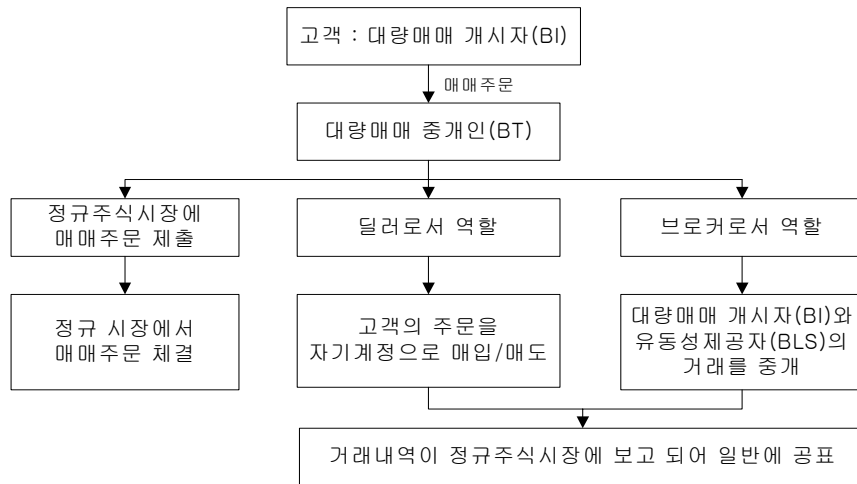 고객 : 대량매매 개시자(BI)
매매주문
대량매매 중개인(BT)
정규주식시장에
매매주문 제출
딜러로서 역할
브로커로서 역할
정규 시장에서
매매주문 체결
고객의 주문을
자기계정으로 매입/매도
대량매매 개시자(BI)와
유동성제공자(BLS)의
거래를 중개
거래내역이 정규주식시장에 보고 되어 일반에 공표